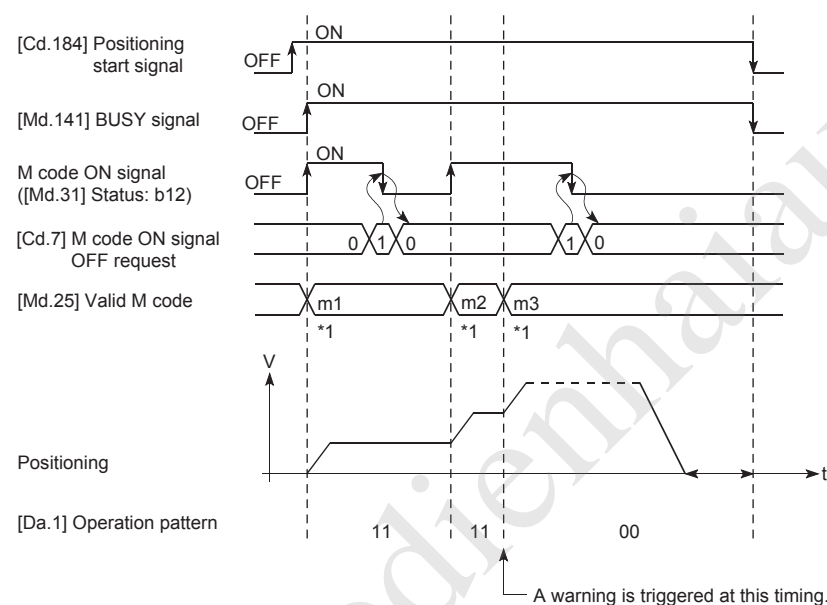 [Cd.184] Positioning
start signal
OFF
ON
[Md.141] BUSY signal
OFF
ON
M code ON signal
([Md.31] Status: b12)
OFF
ON
[Cd.7] M code ON signal
OFF request
0 1 0 1 0
[Md.25] Valid M code
m1 m2 m3
*1 *1 *1
V
Positioning
t
[Da.1] Operation pattern
11 11 00
A warning is triggered at this timing.